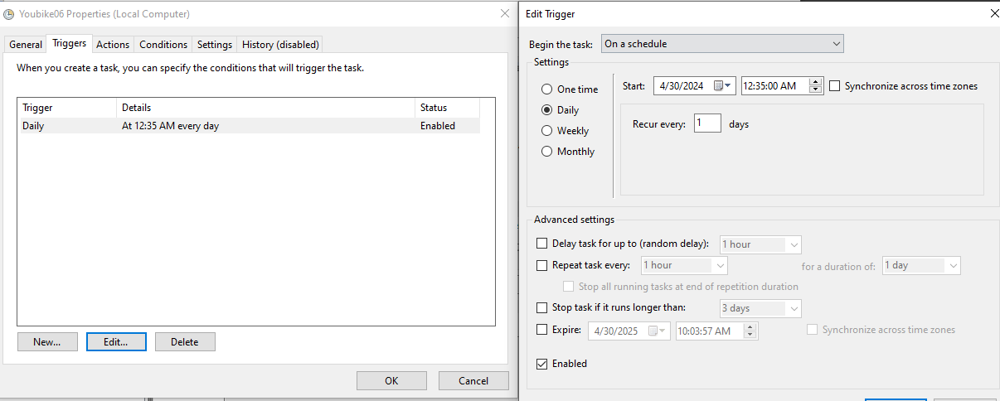 Youbike06 Properties (Local Computer)
General Triggers Actions Conditions Settings History (disabled)
When you create a task, you can specify the conditions that will trigger the task.
Trigger Details Status
Daily At 12:35 AM every day Enabled
New... Edit... Delete
OK Cancel
Edit Trigger
Begin the task: On a schedule
Settings
One time
Daily
Weekly
Monthly
Start: 4/30/2024 12:35:00 AM Synchronize across time zones
Recur every: 1 days
Advanced settings
Delay task for up to (random delay): 1 hour
Repeat task every: 1 hour for a duration of: 1 day
Stop all running tasks at end of repetition duration
Stop task if it runs longer than: 3 days
Expire: 4/30/2025 10:03:57 AM Synchronize across time zones
Enabled